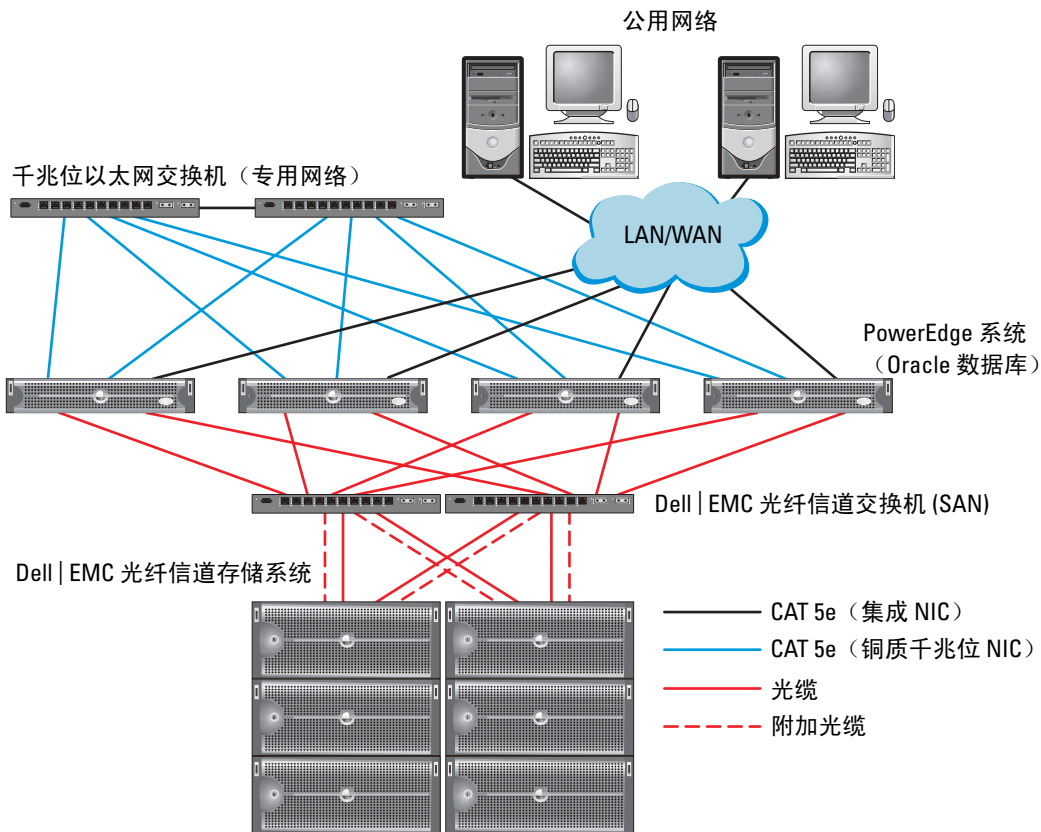 公用网络
千兆位以太网交换机（专用网络）
LAN/WAN
PowerEdge 系统
（Oracle 数据库）
Dell | EMC 光纤信道交换机 (SAN)
Dell | EMC 光纤信道存储系统
CAT 5e（集成 NIC）
CAT 5e（铜质千兆位 NIC）
光缆
附加光缆